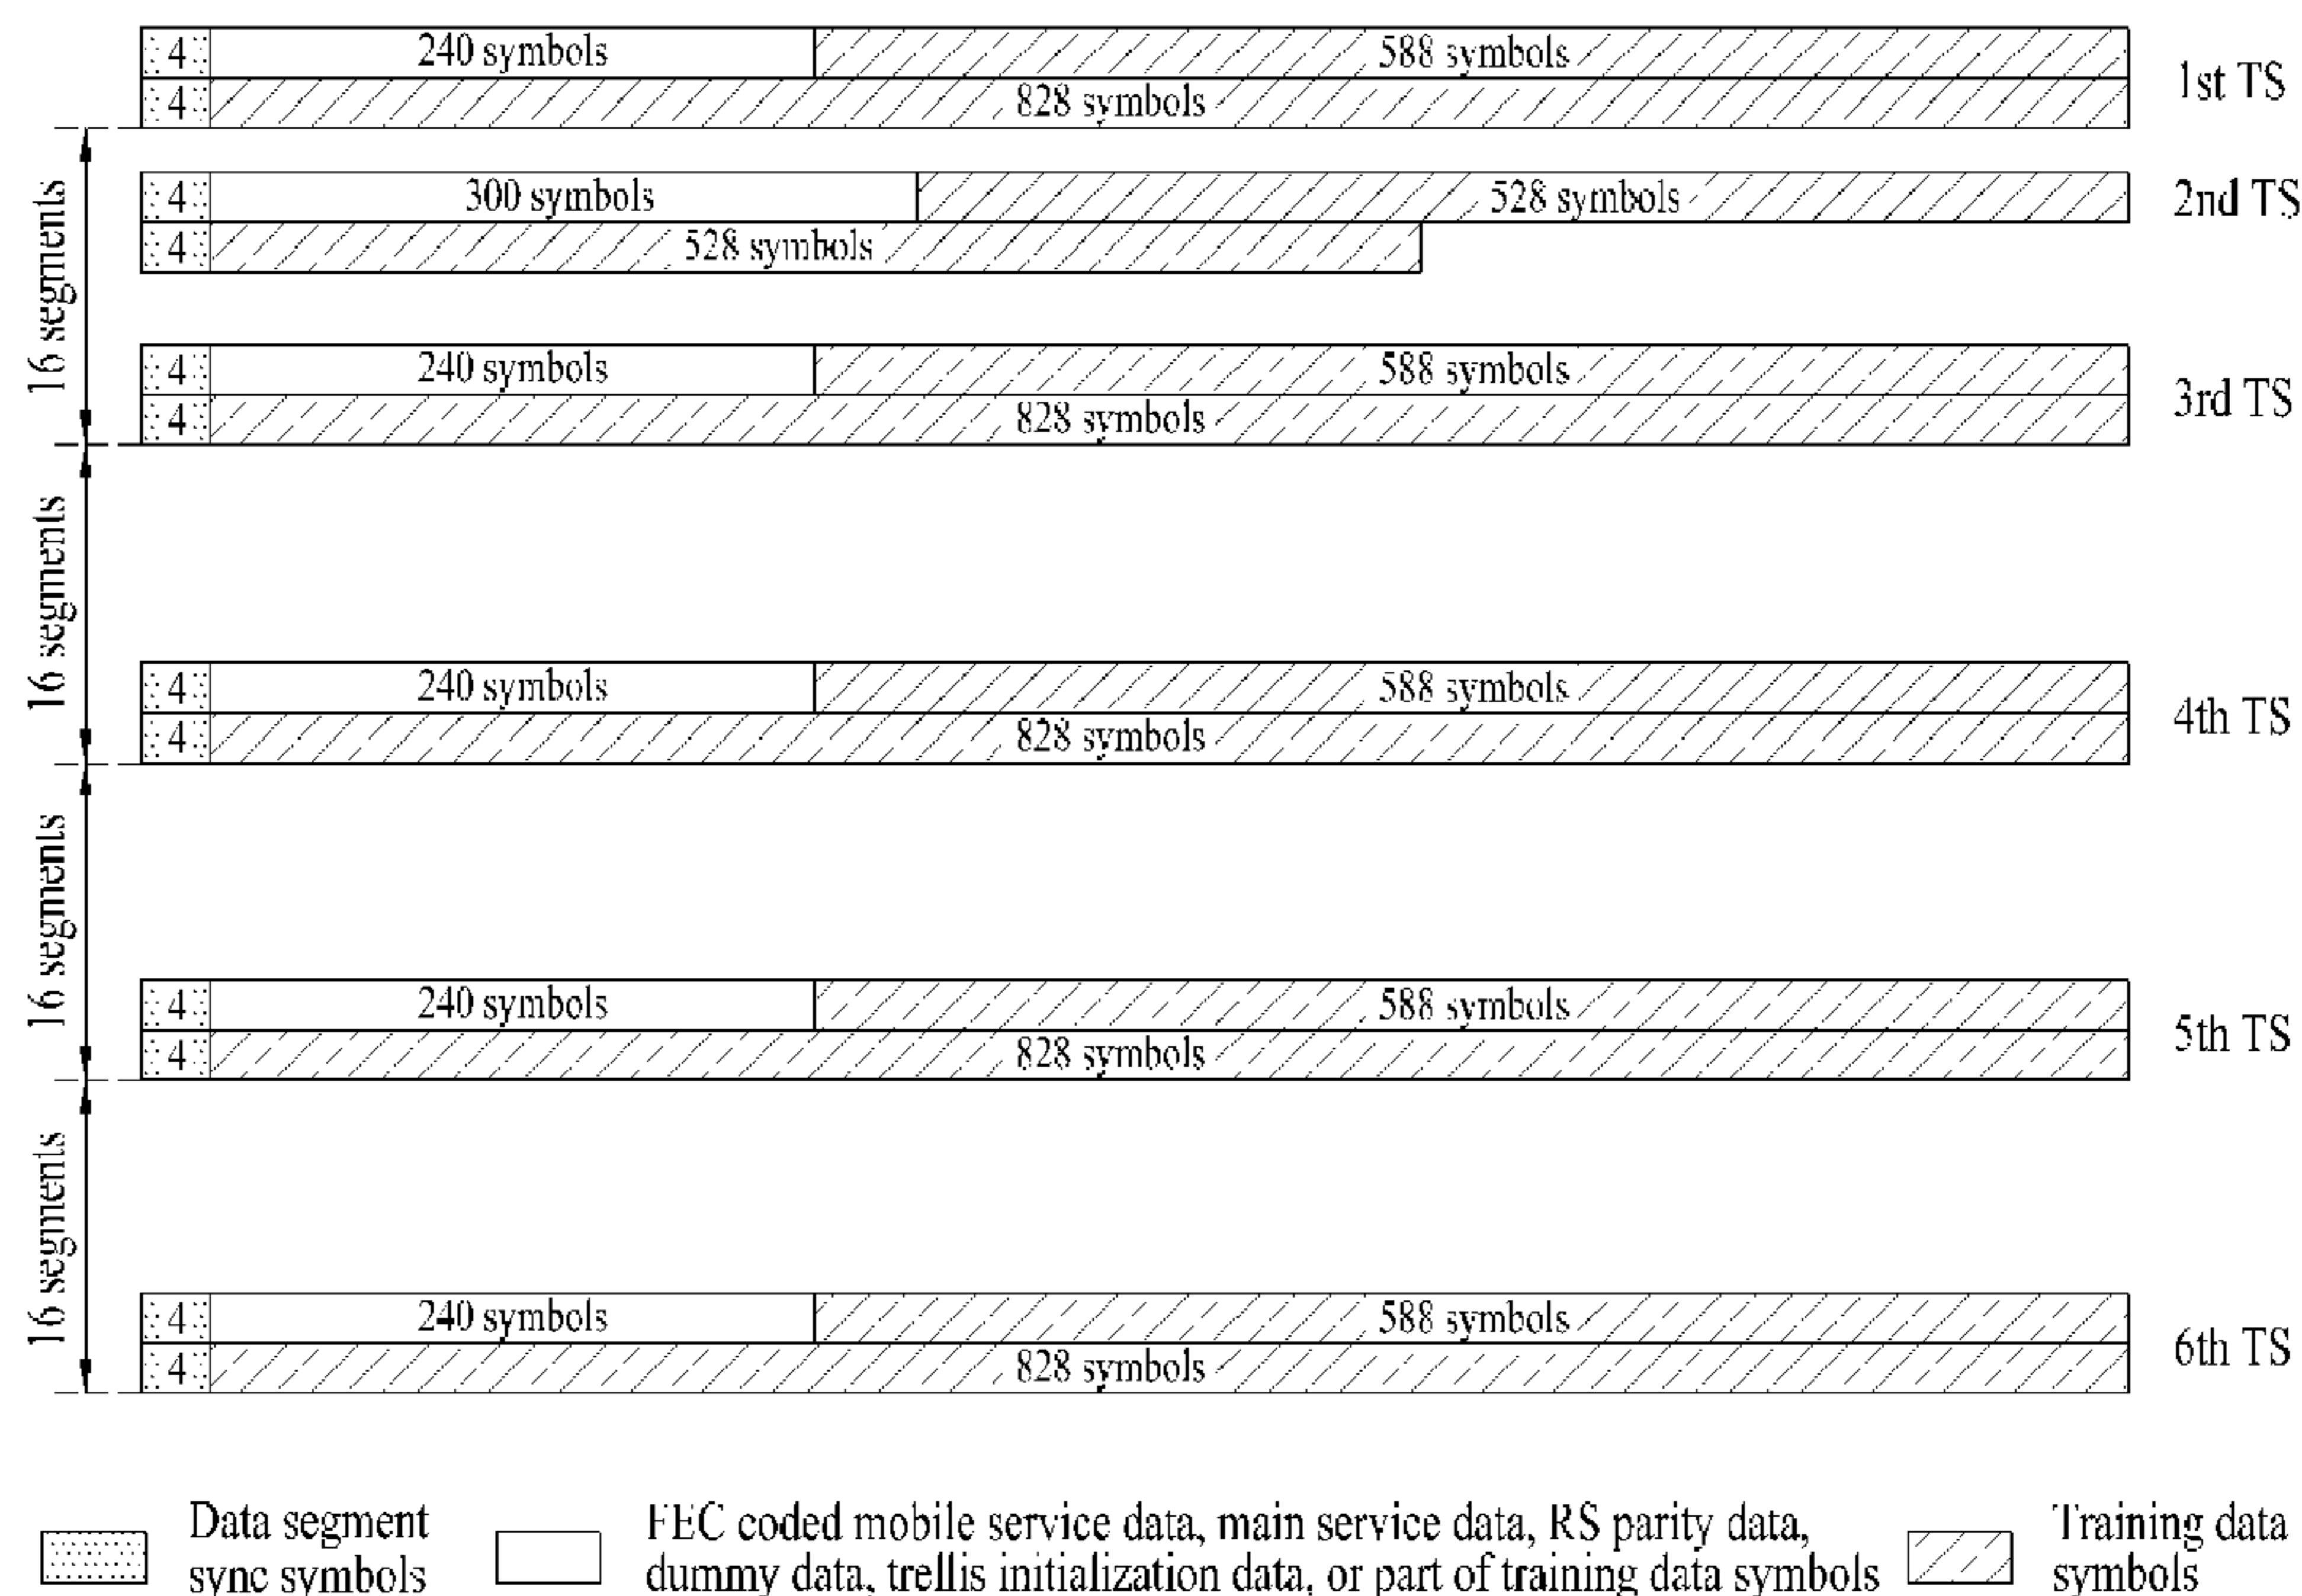 4 240 symbols 588 symbols
1st TS
4 828 symbols
16 segments
4 300 symbols 528 symbols 2nd TS
4 528 symbols
4 240 symbols 588 symbols
3rd TS
4 828 symbols
16 segments
4 240 symbols 588 symbols
4th TS
4 828 symbols
16 segments
4 240 symbols 588 symbols
5th TS
4 828 symbols
16 segments
4 240 symbols 588 symbols
6th TS
4 828 symbols
Data segment
sync symbols
FEC coded mobile service data, main service data, RS parity data,
dummy data, trellis initialization data, or part of training data symbols
Training data
symbols